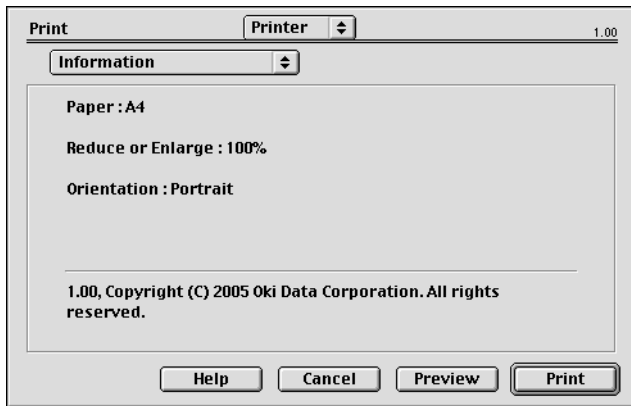 Print Printer 1.00
Information
Paper : A4
Reduce or Enlarge : 100%
Orientation : Portrait
1.00, Copyright (C) 2005 Oki Data Corporation. All rights
reserved.
Help Cancel Preview Print